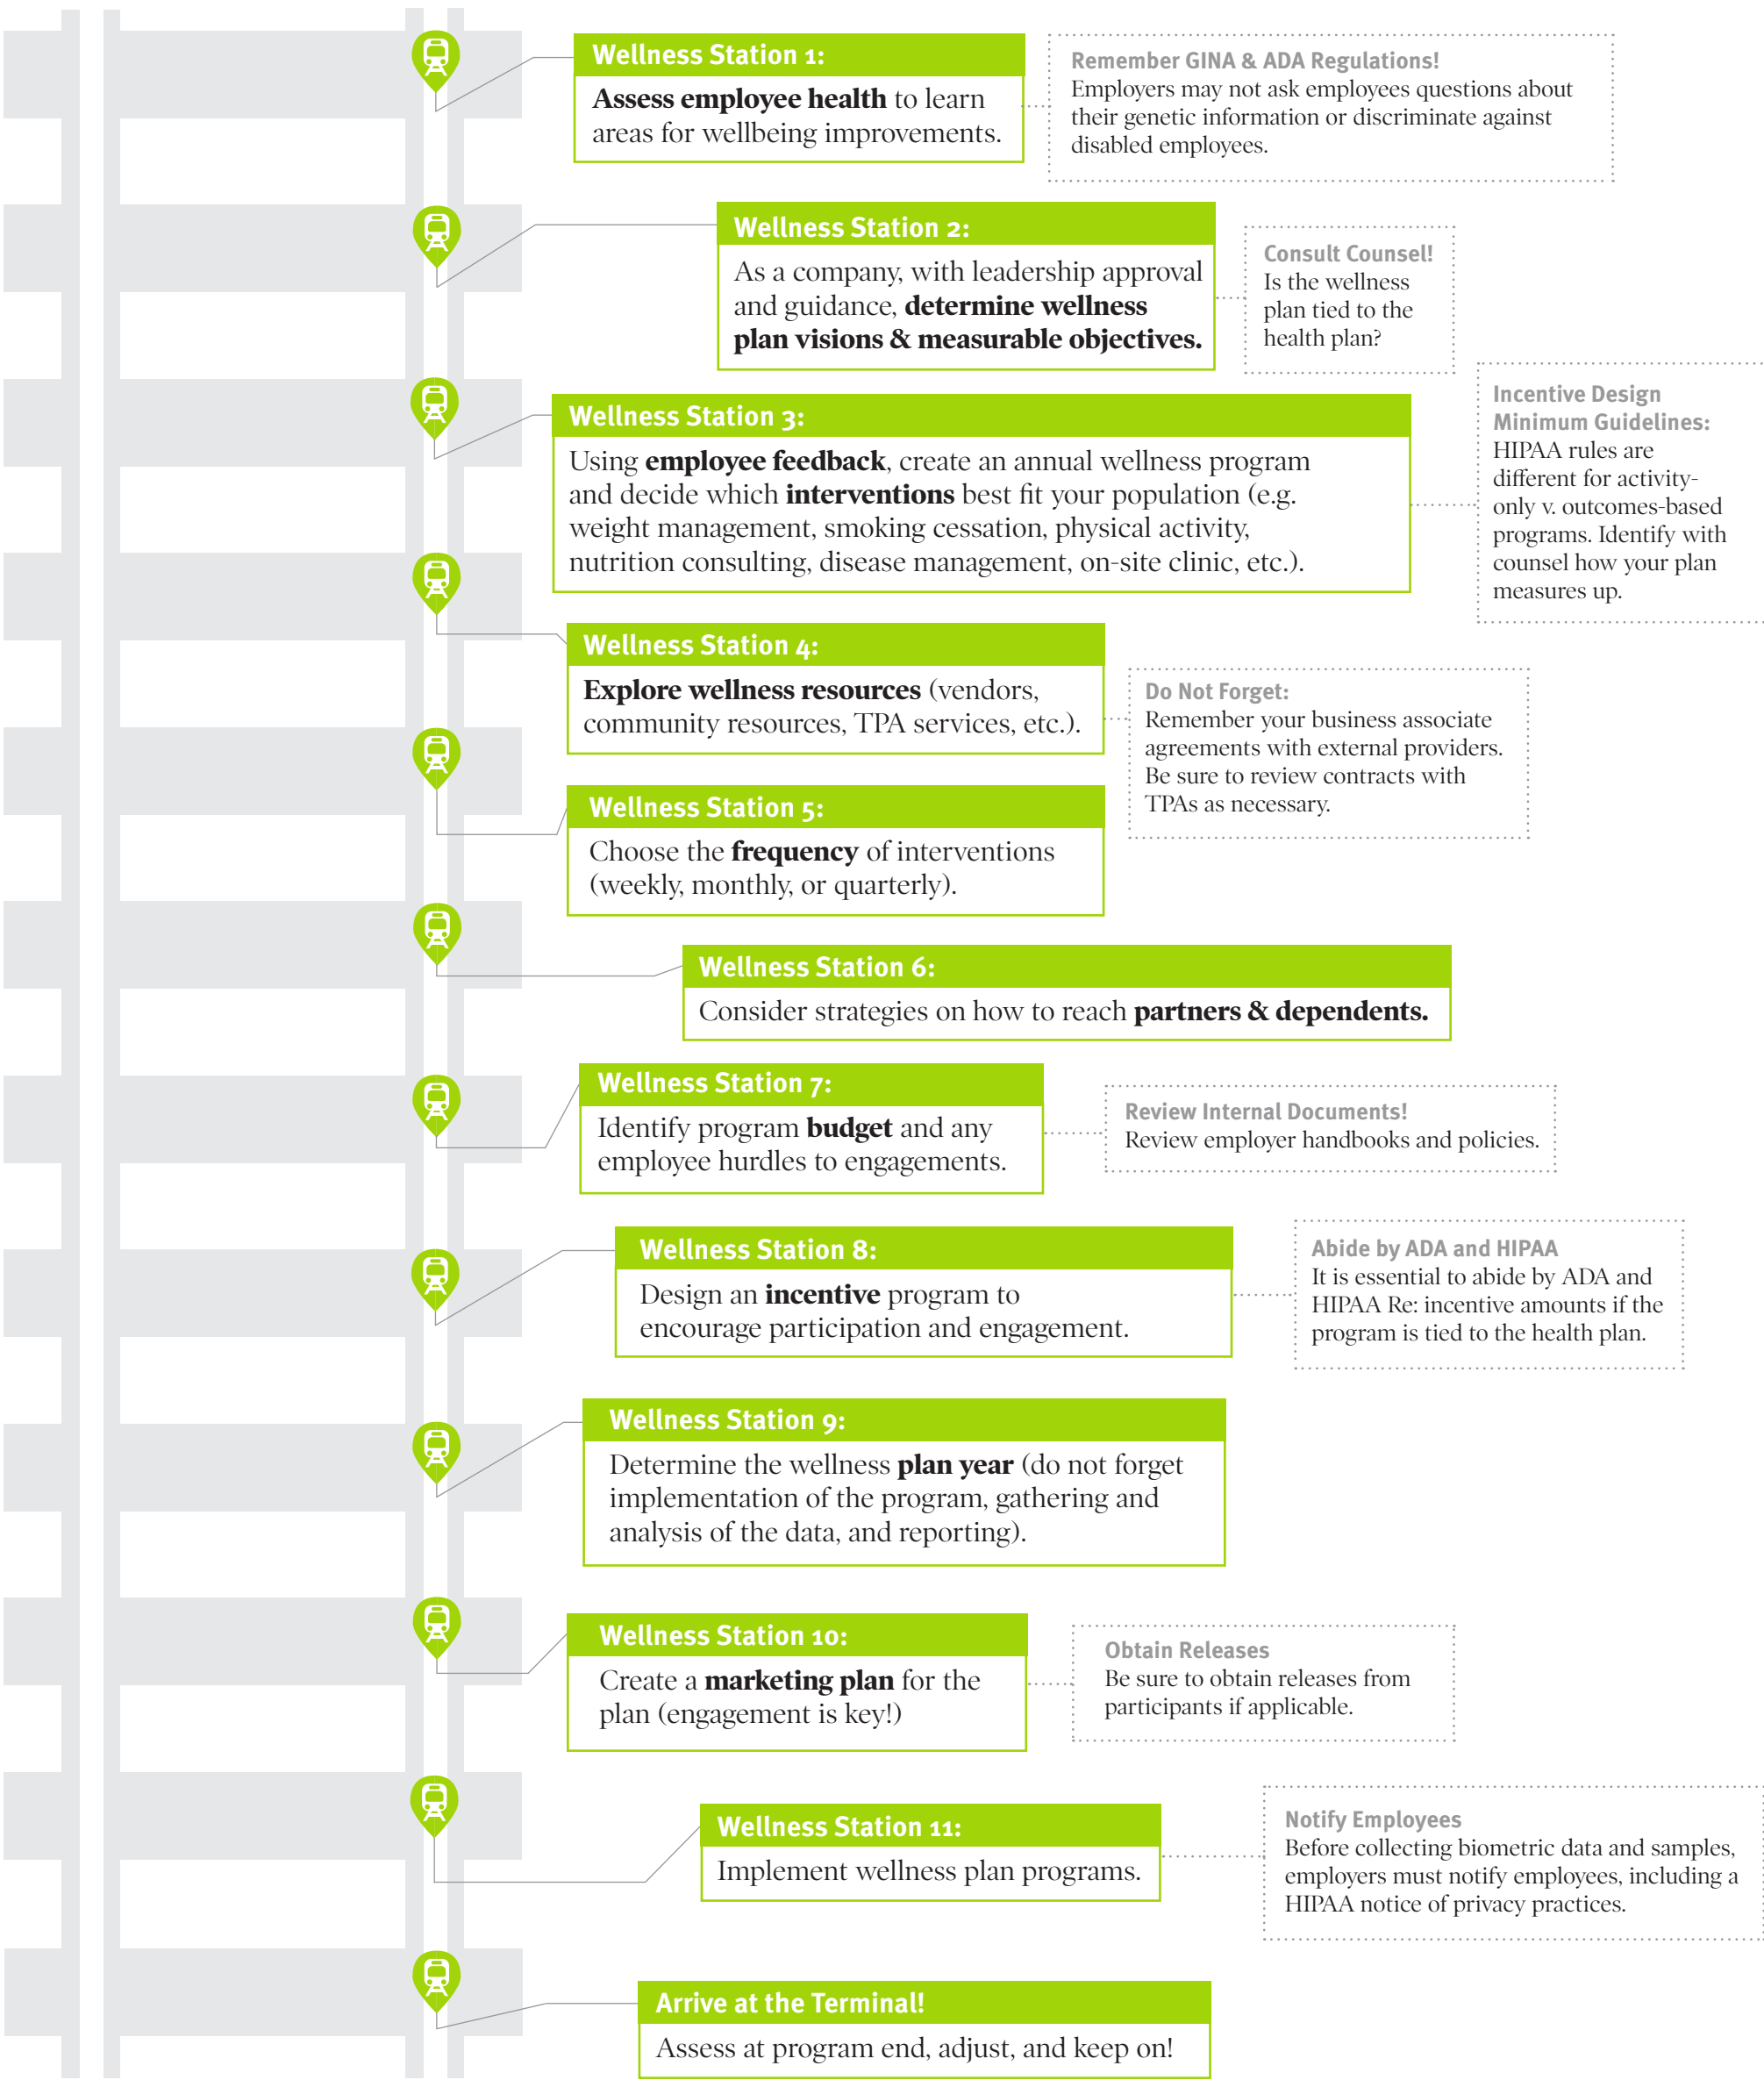 Wellness Station 1:
Assess employee health to learn
areas for wellbeing improvements.
Remember GINA & ADA Regulations!
Employers may not ask employees questions about
their genetic information or discriminate against
disabled employees.
Wellness Station 2:
As a company, with leadership approval
and guidance, determine wellness
plan visions & measurable objectives.
Consult Counsel!
Is the wellness
plan tied to the
health plan?
Wellness Station 3:
Using employee feedback, create an annual wellness program
and decide which interventions best fit your population (e.g.
weight management, smoking cessation, physical activity,
nutrition consulting, disease management, on-site clinic, etc.).
Incentive Design
Minimum Guidelines:
HIPAA rules are
different for activity-
only v. outcomes-based
programs. Identify with
counsel how your plan
measures up.
Wellness Station 4:
Explore wellness resources (vendors,
community resources, TPA services, etc.).
Do Not Forget:
Remember your business associate
agreements with external providers.
Be sure to review contracts with
TPAs as necessary.
Wellness Station 5:
Choose the frequency of interventions
(weekly, monthly, or quarterly).
Wellness Station 6:
Consider strategies on how to reach partners & dependents.
Wellness Station 7:
Identify program budget and any
employee hurdles to engagements.
Review Internal Documents!
Review employer handbooks and policies.
Wellness Station 8:
Design an incentive program to
encourage participation and engagement.
Abide by ADA and HIPAA
It is essential to abide by ADA and
HIPAA Re: incentive amounts if the
program is tied to the health plan.
Wellness Station 9:
Determine the wellness plan year (do not forget
implementation of the program, gathering and
analysis of the data, and reporting).
Wellness Station 10:
Create a marketing plan for the
plan (engagement is key!)
Obtain Releases
Be sure to obtain releases from
participants if applicable.
Wellness Station 11:
Implement wellness plan programs.
Notify Employees
Before collecting biometric data and samples,
employers must notify employees, including a
HIPAA notice of privacy practices.
Arrive at the Terminal!
Assess at program end, adjust, and keep on!